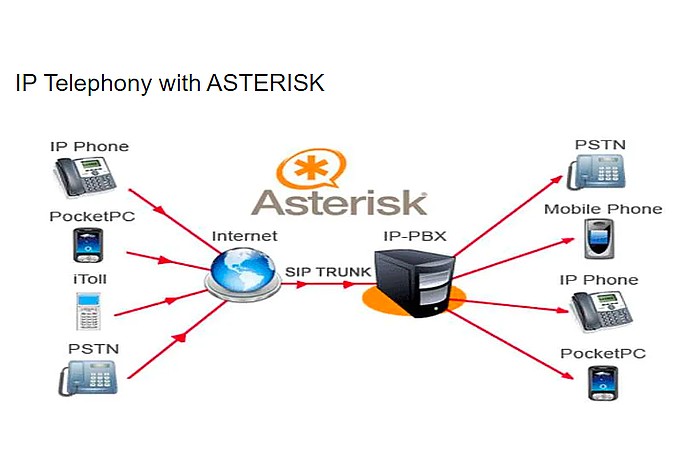 IP Telephony with ASTERISK
IP Phone
PocketPC
iToll
PSTN
Asterisk
Internet
SIP TRUNK
IP-PBX
PSTN
Mobile Phone
IP Phone
PocketPC